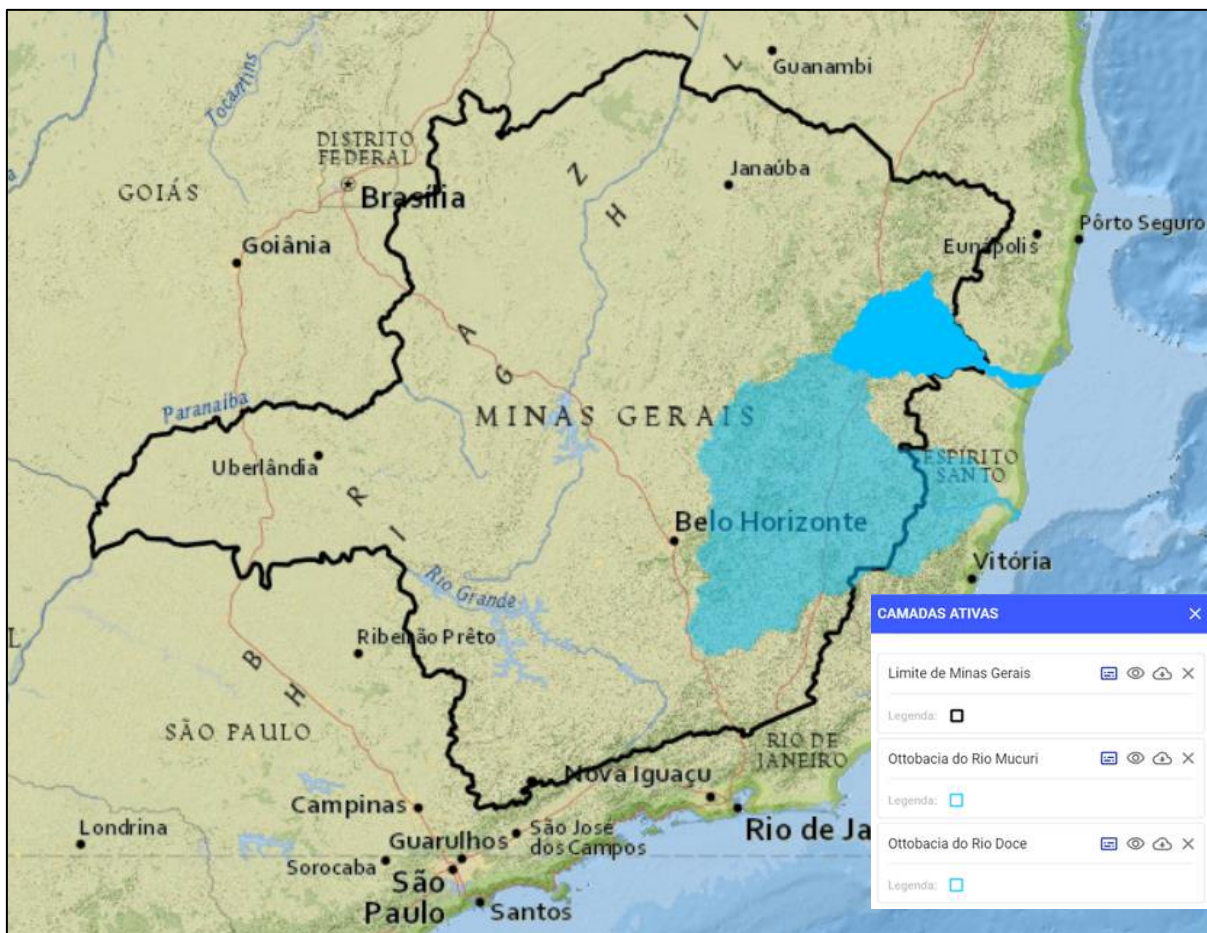 Guanambi
Tocantins
DISTRITO
FEDERAL
Brasília
GOIÁS
Janaúba
Goiânia
Eunápolis
Pôrto Seguro
B R A Z I L
H I G H
Paranaiba
MINAS GERAIS
Uberlândia
ESPÍRITO
SANTO
Belo Horizonte
Vitória
Rio Grande
Ribeirão Prêto
SÃO PAULO
RIO DE
JANEIRO
Nova Iguaçu
Campinas
Rio de Ja
Londrina
Guarulhos
São José
dos Campos
Sorocaba
São
Paulo
Santos
CAMADAS ATIVAS
Limite de Minas Gerais
Legenda:
Ottobacia do Rio Mucuri
Legenda:
Ottobacia do Rio Doce
Legenda: